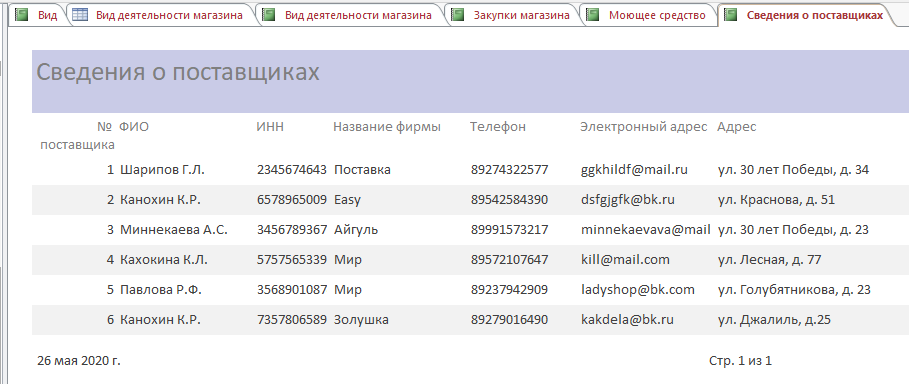 Вид Вид деятельности магазина Вид деятельности магазина Закупки магазина Моющее средство Сведения о поставщиках
Сведения о поставщиках
№ поставщика ФИО ИНН Название фирмы Телефон Электронный адрес Адрес
1 Шарипов Г.Л. 2345674643 Поставка 89274322577 ggkhildf@mail.ru ул. 30 лет Победы, д. 34
2 Канохин К.Р. 6578965009 Easy 89542584390 dsfgjgfk@bk.ru ул. Краснова, д. 51
3 Миннекаева А.С. 3456789367 Айгуль 89991573217 minnekaevava@mail ул. 30 лет Победы, д. 23
4 Кахокина К.Л. 5757565339 Мир 89572107647 kill@mail.com ул. Лесная, д. 77
5 Павлова Р.Ф. 3568901087 Мир 89237942909 ladyshop@bk.com ул. Голубятникова, д. 23
6 Канохин К.Р. 7357806589 Золушка 89279016490 kakdela@bk.ru ул. Джалиль, д.25
26 мая 2020 г. Стр. 1 из 1